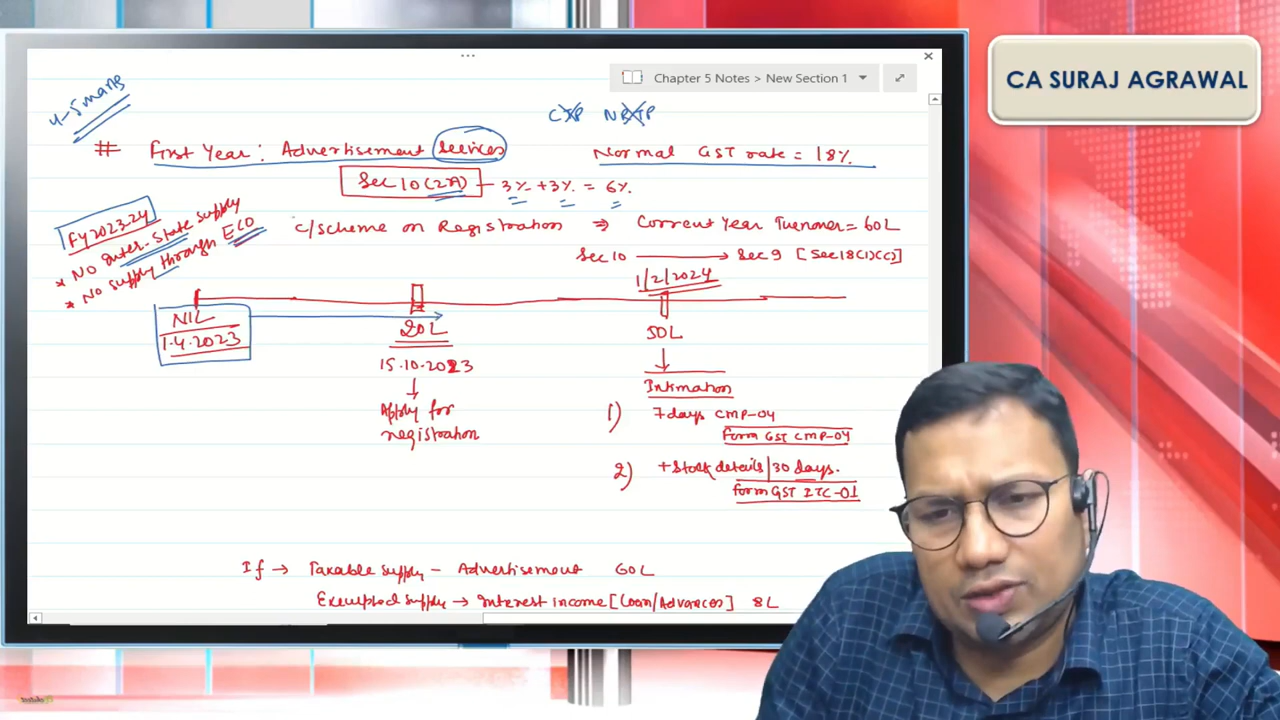 CA SURAJ AGRAWAL
Chapter 5 Notes > New Section 1
4-5 marks
CTP NRTP
# First Year: Advertisement Services
Normal GST rate = 18%
Sec 10(2A) - 3% + 3% = 6%.
FY 2023-24
* No Inter-State supply
* No supply through ECO
c/scheme on Registration ⇒ Current Year Turnover = 60L
Sec 10 → Sec 9 [Sec 18(1)(c)]
1/2/2024
NIL
1.4.2023
20L
50L
15.10.2023
Apply for
registration
Intimation
1) 7 days CMP-04
Form GST CMP-04
2) + Stock details | 30 days.
Form GST ITC-01
If → Taxable supply - Advertisement 60L
Exempted supply → Interest income [Loan/Advances] 8L